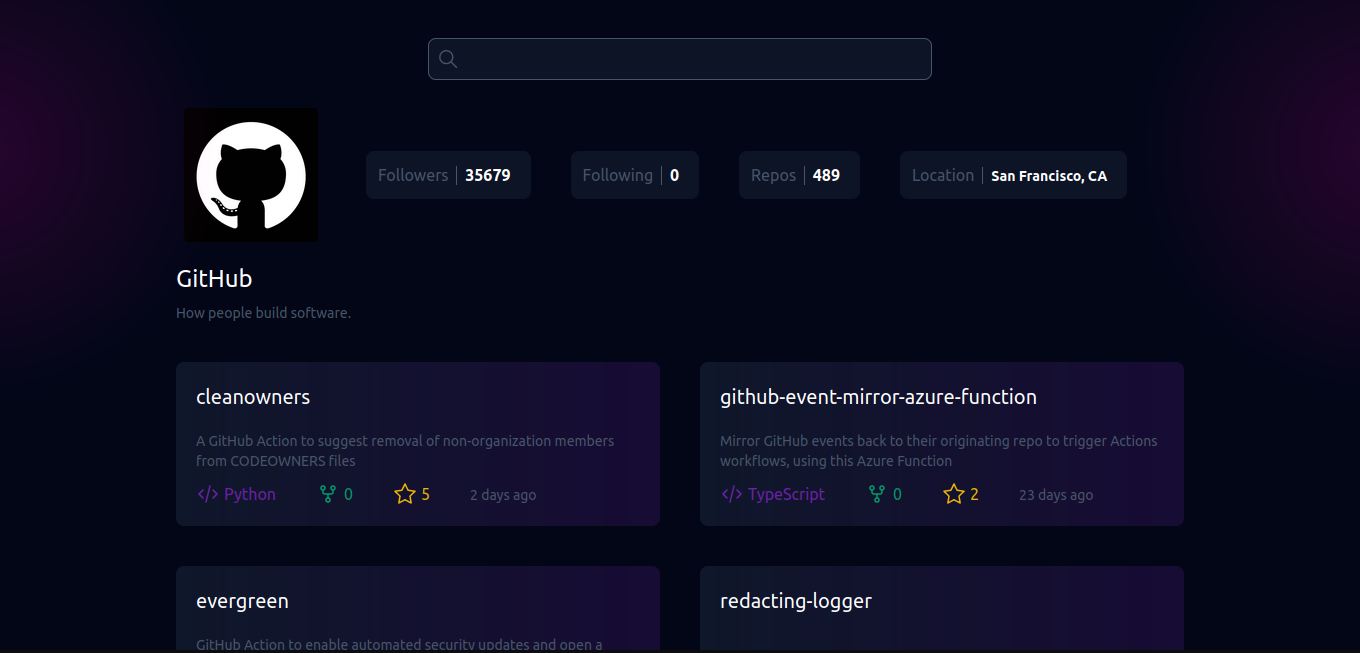 Followers 35679 Following 0 Repos 489 Location San Francisco, CA
GitHub
How people build software.
cleanowners
A GitHub Action to suggest removal of non-organization members
from CODEOWNERS files
</> Python 0 5 2 days ago
github-event-mirror-azure-function
Mirror GitHub events back to their originating repo to trigger Actions
workflows, using this Azure Function
</> TypeScript 0 2 23 days ago
evergreen
GitHub Action to enable automated security updates and open a
redacting-logger